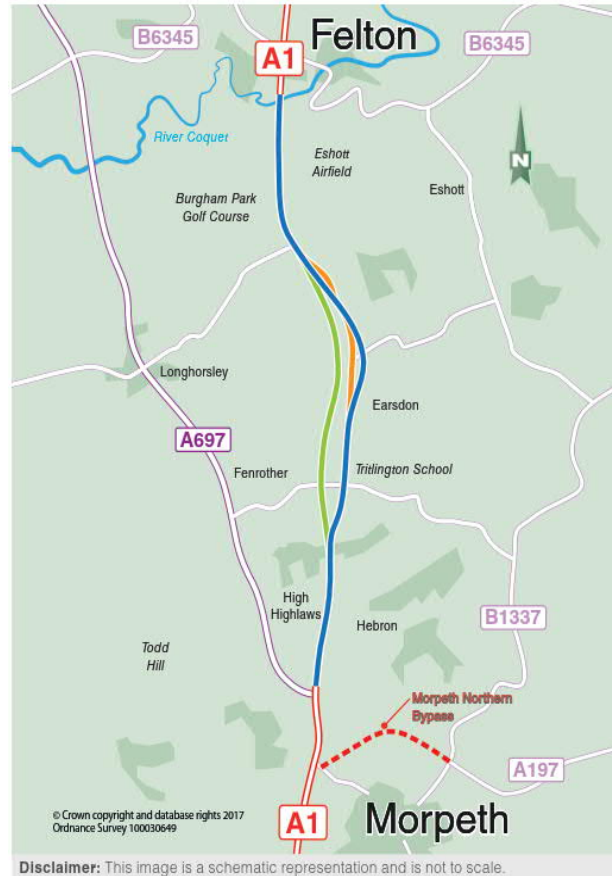 Felton
B6345
A1
B6345
River Coquet
Eshott
Airfield
N
Eshott
Burgham Park
Golf Course
Longhorsley
Earsdon
A697
Fenrother
Tritlington School
High
Highlaws
Hebron
B1337
Todd
Hill
Morpeth Northern
Bypass
A197
© Crown copyright and database rights 2017
Ordnance Survey 100030649
A1
Morpeth
Disclaimer: This image is a schematic representation and is not to scale.